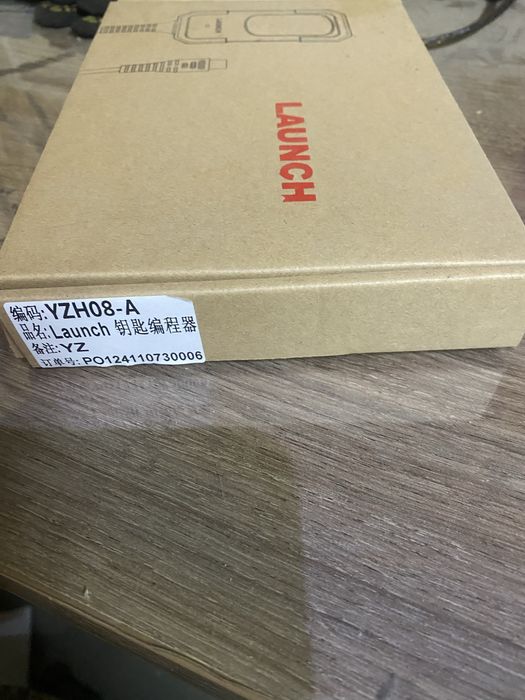 LAUNCH
LAUNCH
编码:YZH08-A
品名:Launch 钥匙编程器
备注:YZ
订单号:PO124110730006